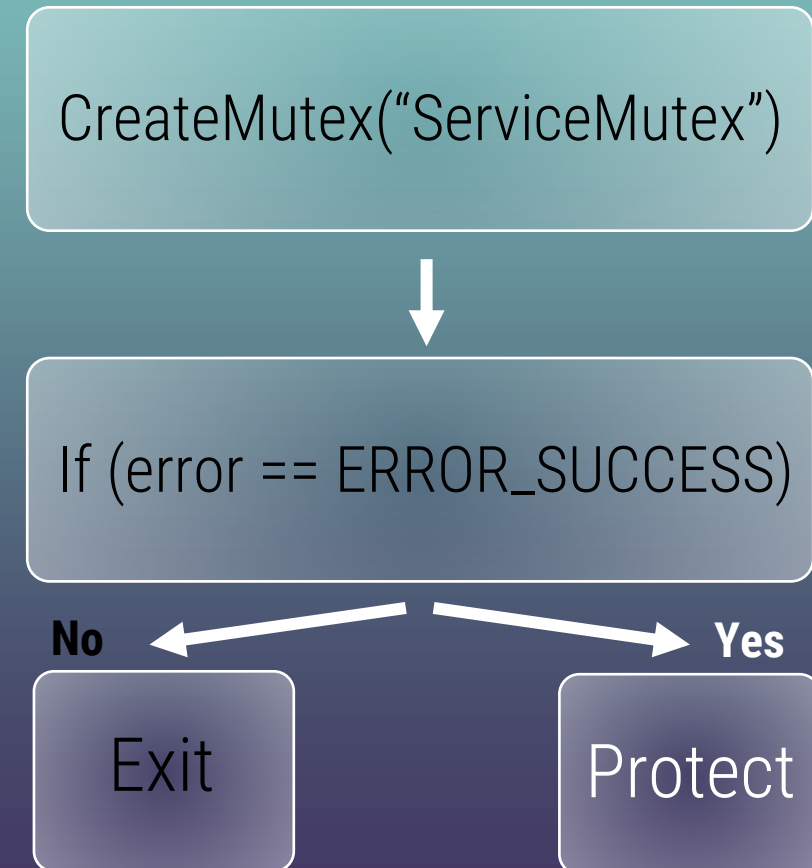 CreateMutex(“ServiceMutex”)
If (error == ERROR_SUCCESS)
No
Yes
Exit
Protect